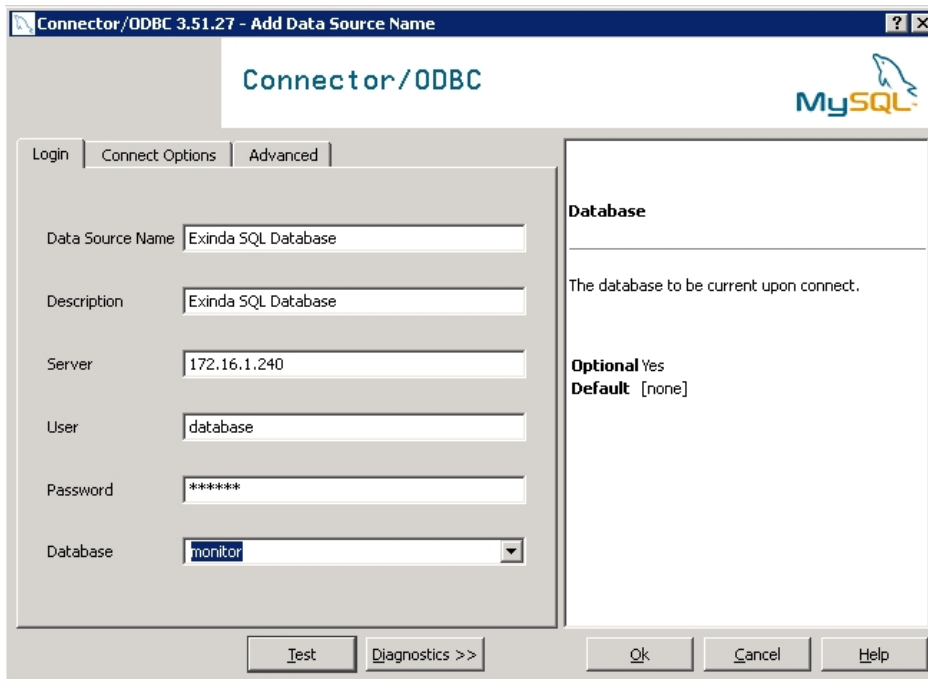 Connector/ODBC 3.51.27 - Add Data Source Name
? X
Connector/ODBC
MySQL
Login Connect Options Advanced
Data Source Name Exinda SQL Database
Description Exinda SQL Database
Server 172.16.1.240
User database
Password ******
Database monitor
Database
The database to be current upon connect.
Optional Yes
Default [none]
Test Diagnostics >> Ok Cancel Help